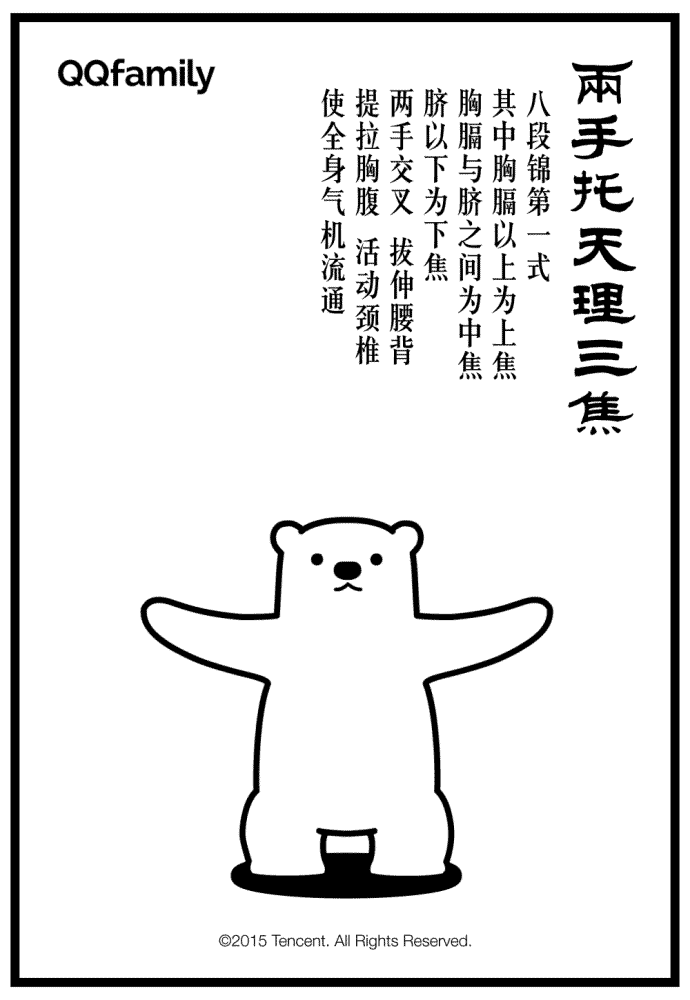 QQfamily
兩手托天理三焦
八段锦第一式
其中胸膈以上为上焦
胸膈与脐之间为中焦
脐以下为下焦
两手交叉 拔伸腰背
提拉胸腹 活动颈椎
使全身气机流通
©2015 Tencent. All Rights Reserved.